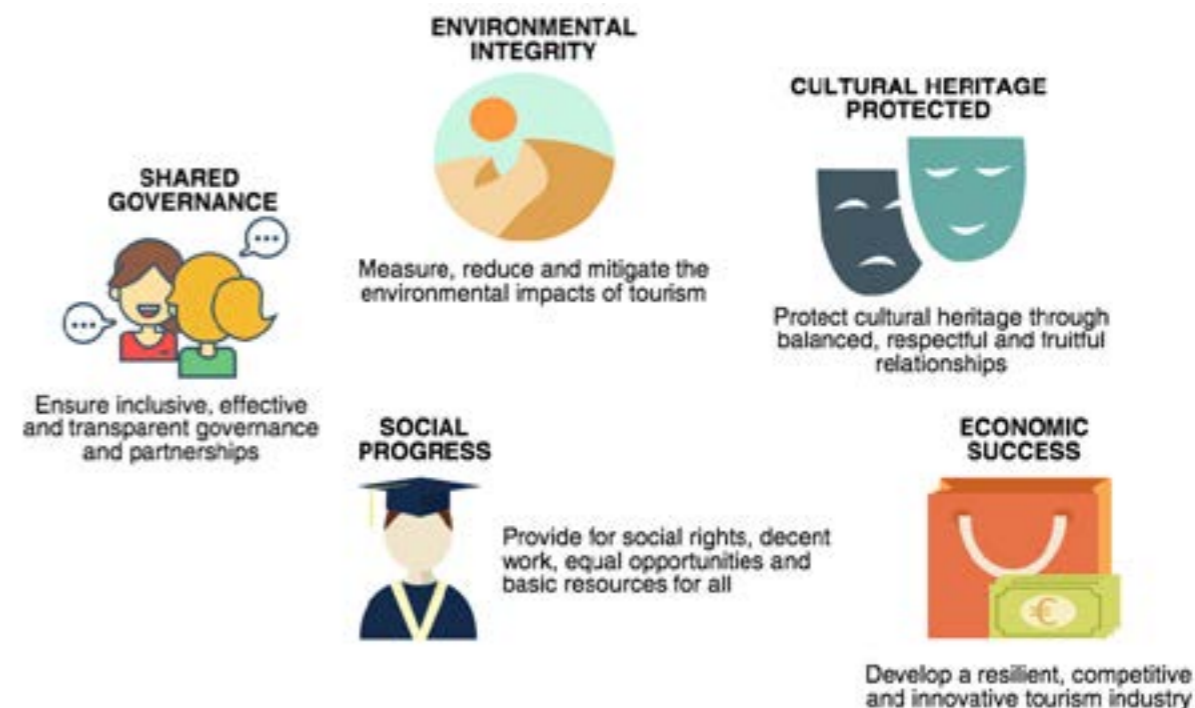 ENVIRONMENTAL
INTEGRITY
Measure, reduce and mitigate the
environmental impacts of tourism
CULTURAL HERITAGE
PROTECTED
Protect cultural heritage through
balanced, respectful and fruitful
relationships
SHARED
GOVERNANCE
Ensure inclusive, effective
and transparent governance
and partnerships
SOCIAL
PROGRESS
Provide for social rights, decent
work, equal opportunities and
basic resources for all
ECONOMIC
SUCCESS
€
Develop a resilient, competitive
and innovative tourism industry